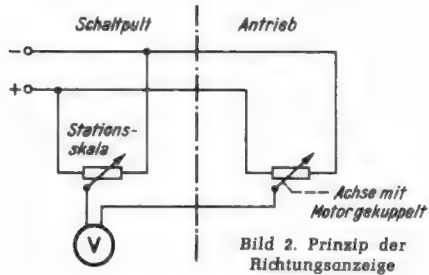 Schaltpult
Antrieb
-
+
Stations-
skala
Achse mit
Motor gekuppelt
V
Bild 2. Prinzip der
Richtungsanzeige